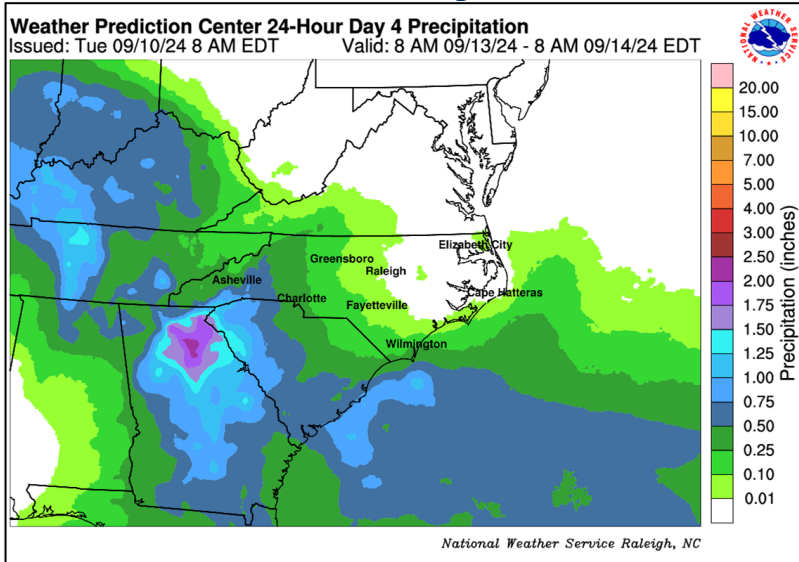 Weather Prediction Center 24-Hour Day 4 Precipitation
Issued: Tue 09/10/24 8 AM EDT Valid: 8 AM 09/13/24 - 8 AM 09/14/24 EDT
NATIONAL WEATHER SERVICE
Elizabeth City
Greensboro
Raleigh
Asheville
Cape Hatteras
Charlotte
Fayetteville
Wilmington
20.00
15.00
10.00
7.00
5.00
4.00
3.00
2.50
2.00
1.75
1.50
1.25
1.00
0.75
0.50
0.25
0.10
0.01
Precipitation (inches)
National Weather Service Raleigh, NC